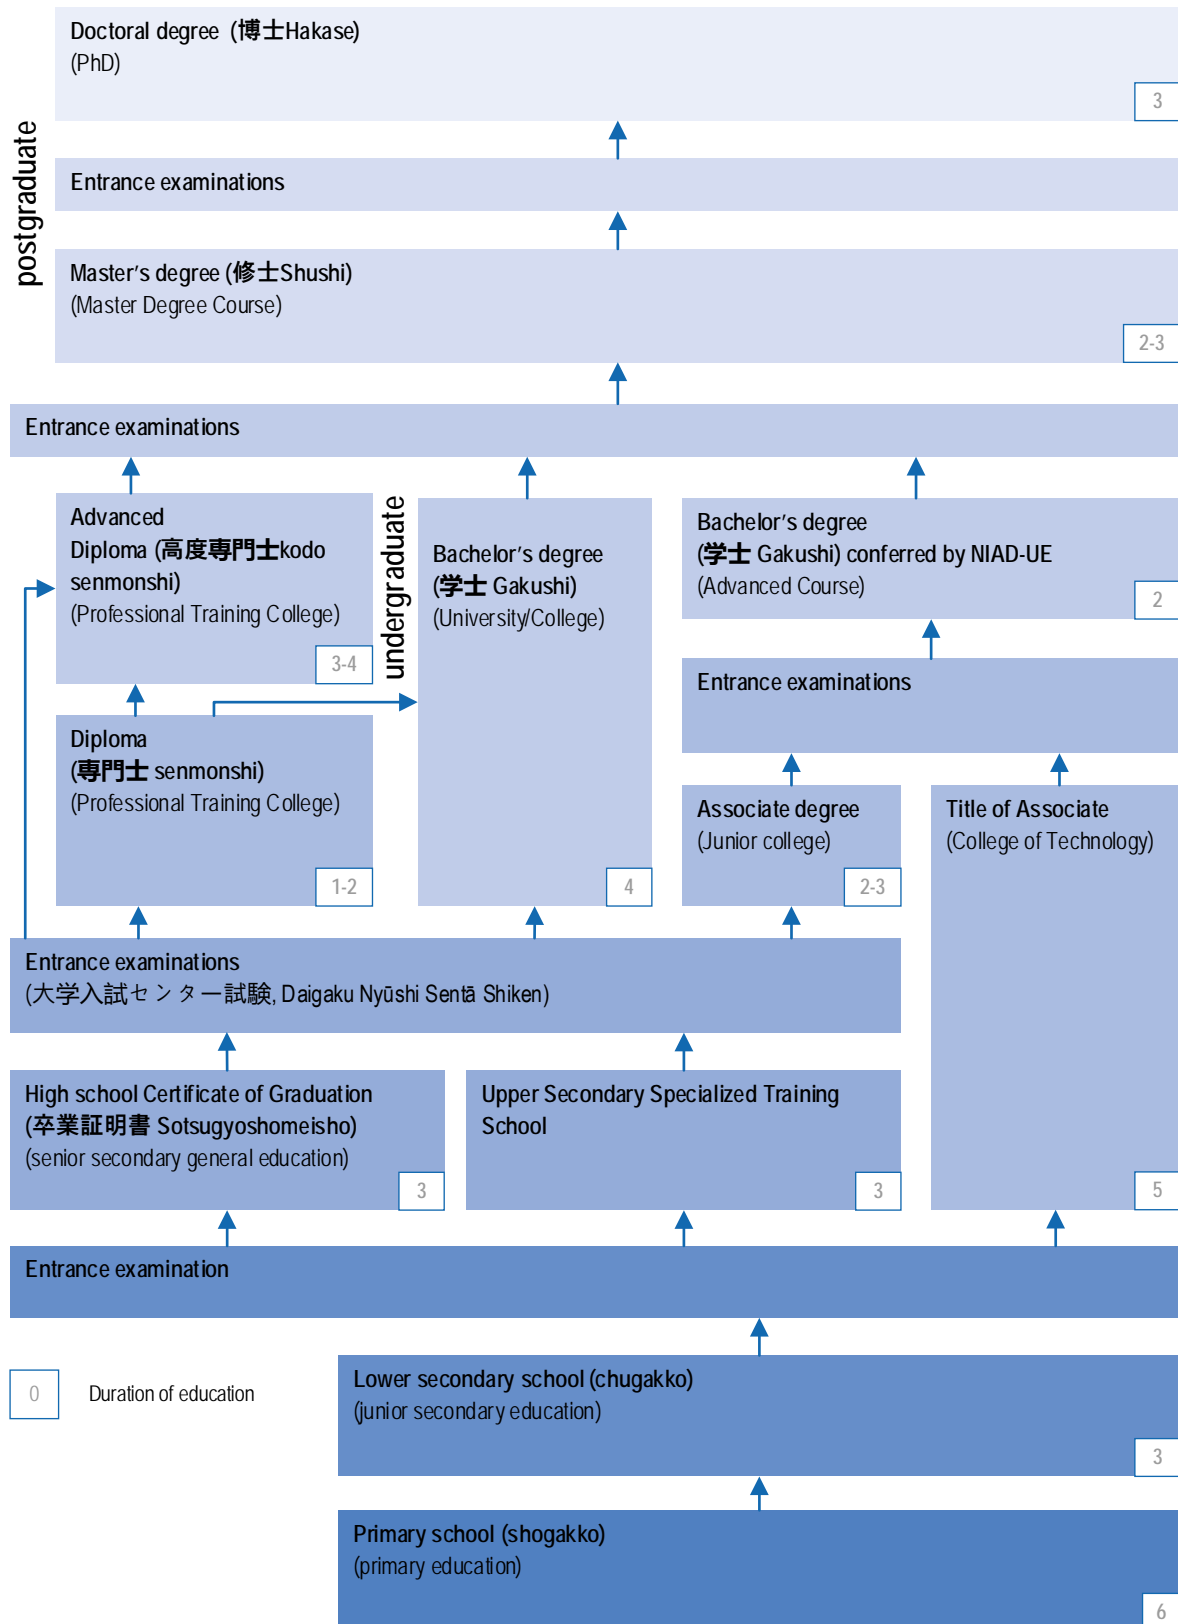 Doctoral degree (博士Hakase)
(PhD)
3
postgraduate
Entrance examinations
Master's degree (修士Shushi)
(Master Degree Course)
2-3
Entrance examinations
Advanced
Diploma (高度専門士kodo
senmonshi)
(Professional Training College)
3-4
undergraduate
Bachelor's degree
(学士 Gakushi)
(University/College)
4
Bachelor's degree
(学士 Gakushi) conferred by NIAD-UE
(Advanced Course)
2
Entrance examinations
Diploma
(専門士 senmonshi)
(Professional Training College)
1-2
Associate degree
(Junior college)
2-3
Title of Associate
(College of Technology)
5
Entrance examinations
(大学入試センター試験, Daigaku Nyūshi Sentā Shiken)
High school Certificate of Graduation
(卒業証明書 Sotsugyoshomeisho)
(senior secondary general education)
3
Upper Secondary Specialized Training
School
3
Entrance examination
0
Duration of education
Lower secondary school (chugakko)
(junior secondary education)
3
Primary school (shogakko)
(primary education)
6